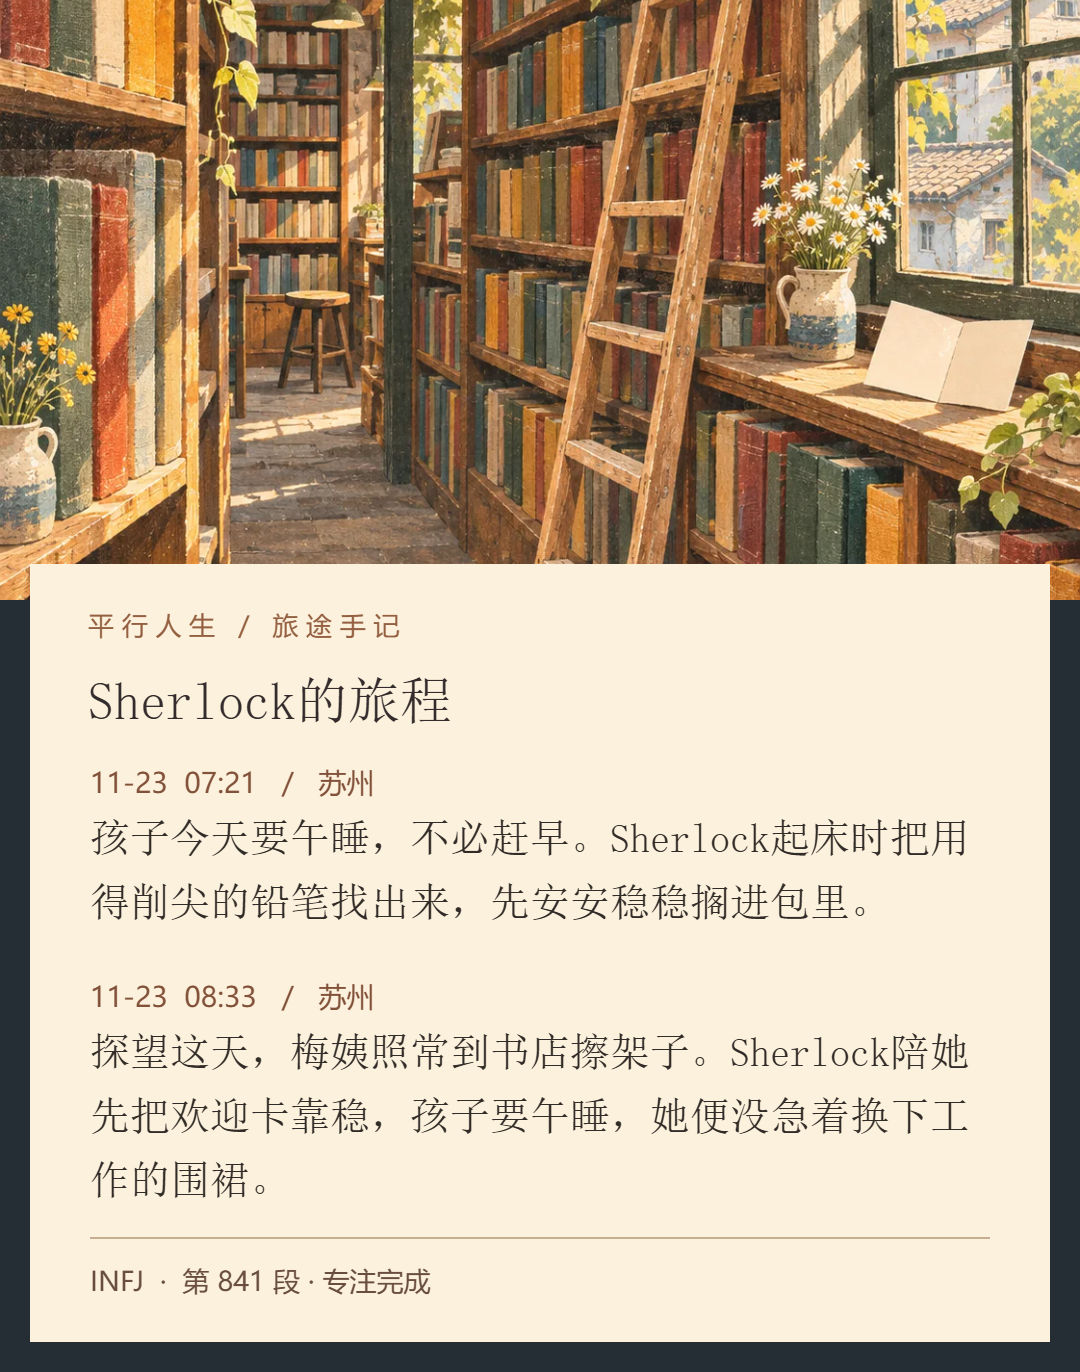 平行人生 / 旅途手记
Sherlock的旅程
11-23 07:21 / 苏州
孩子今天要午睡，不必赶早。Sherlock起床时把用
得削尖的铅笔找出来，先安安稳稳搁进包里。
11-23 08:33 / 苏州
探望这天，梅姨照常到书店擦架子。Sherlock陪她
先把欢迎卡靠稳，孩子要午睡，她便没急着换下工
作的围裙。
INFJ · 第 841 段 · 专注完成